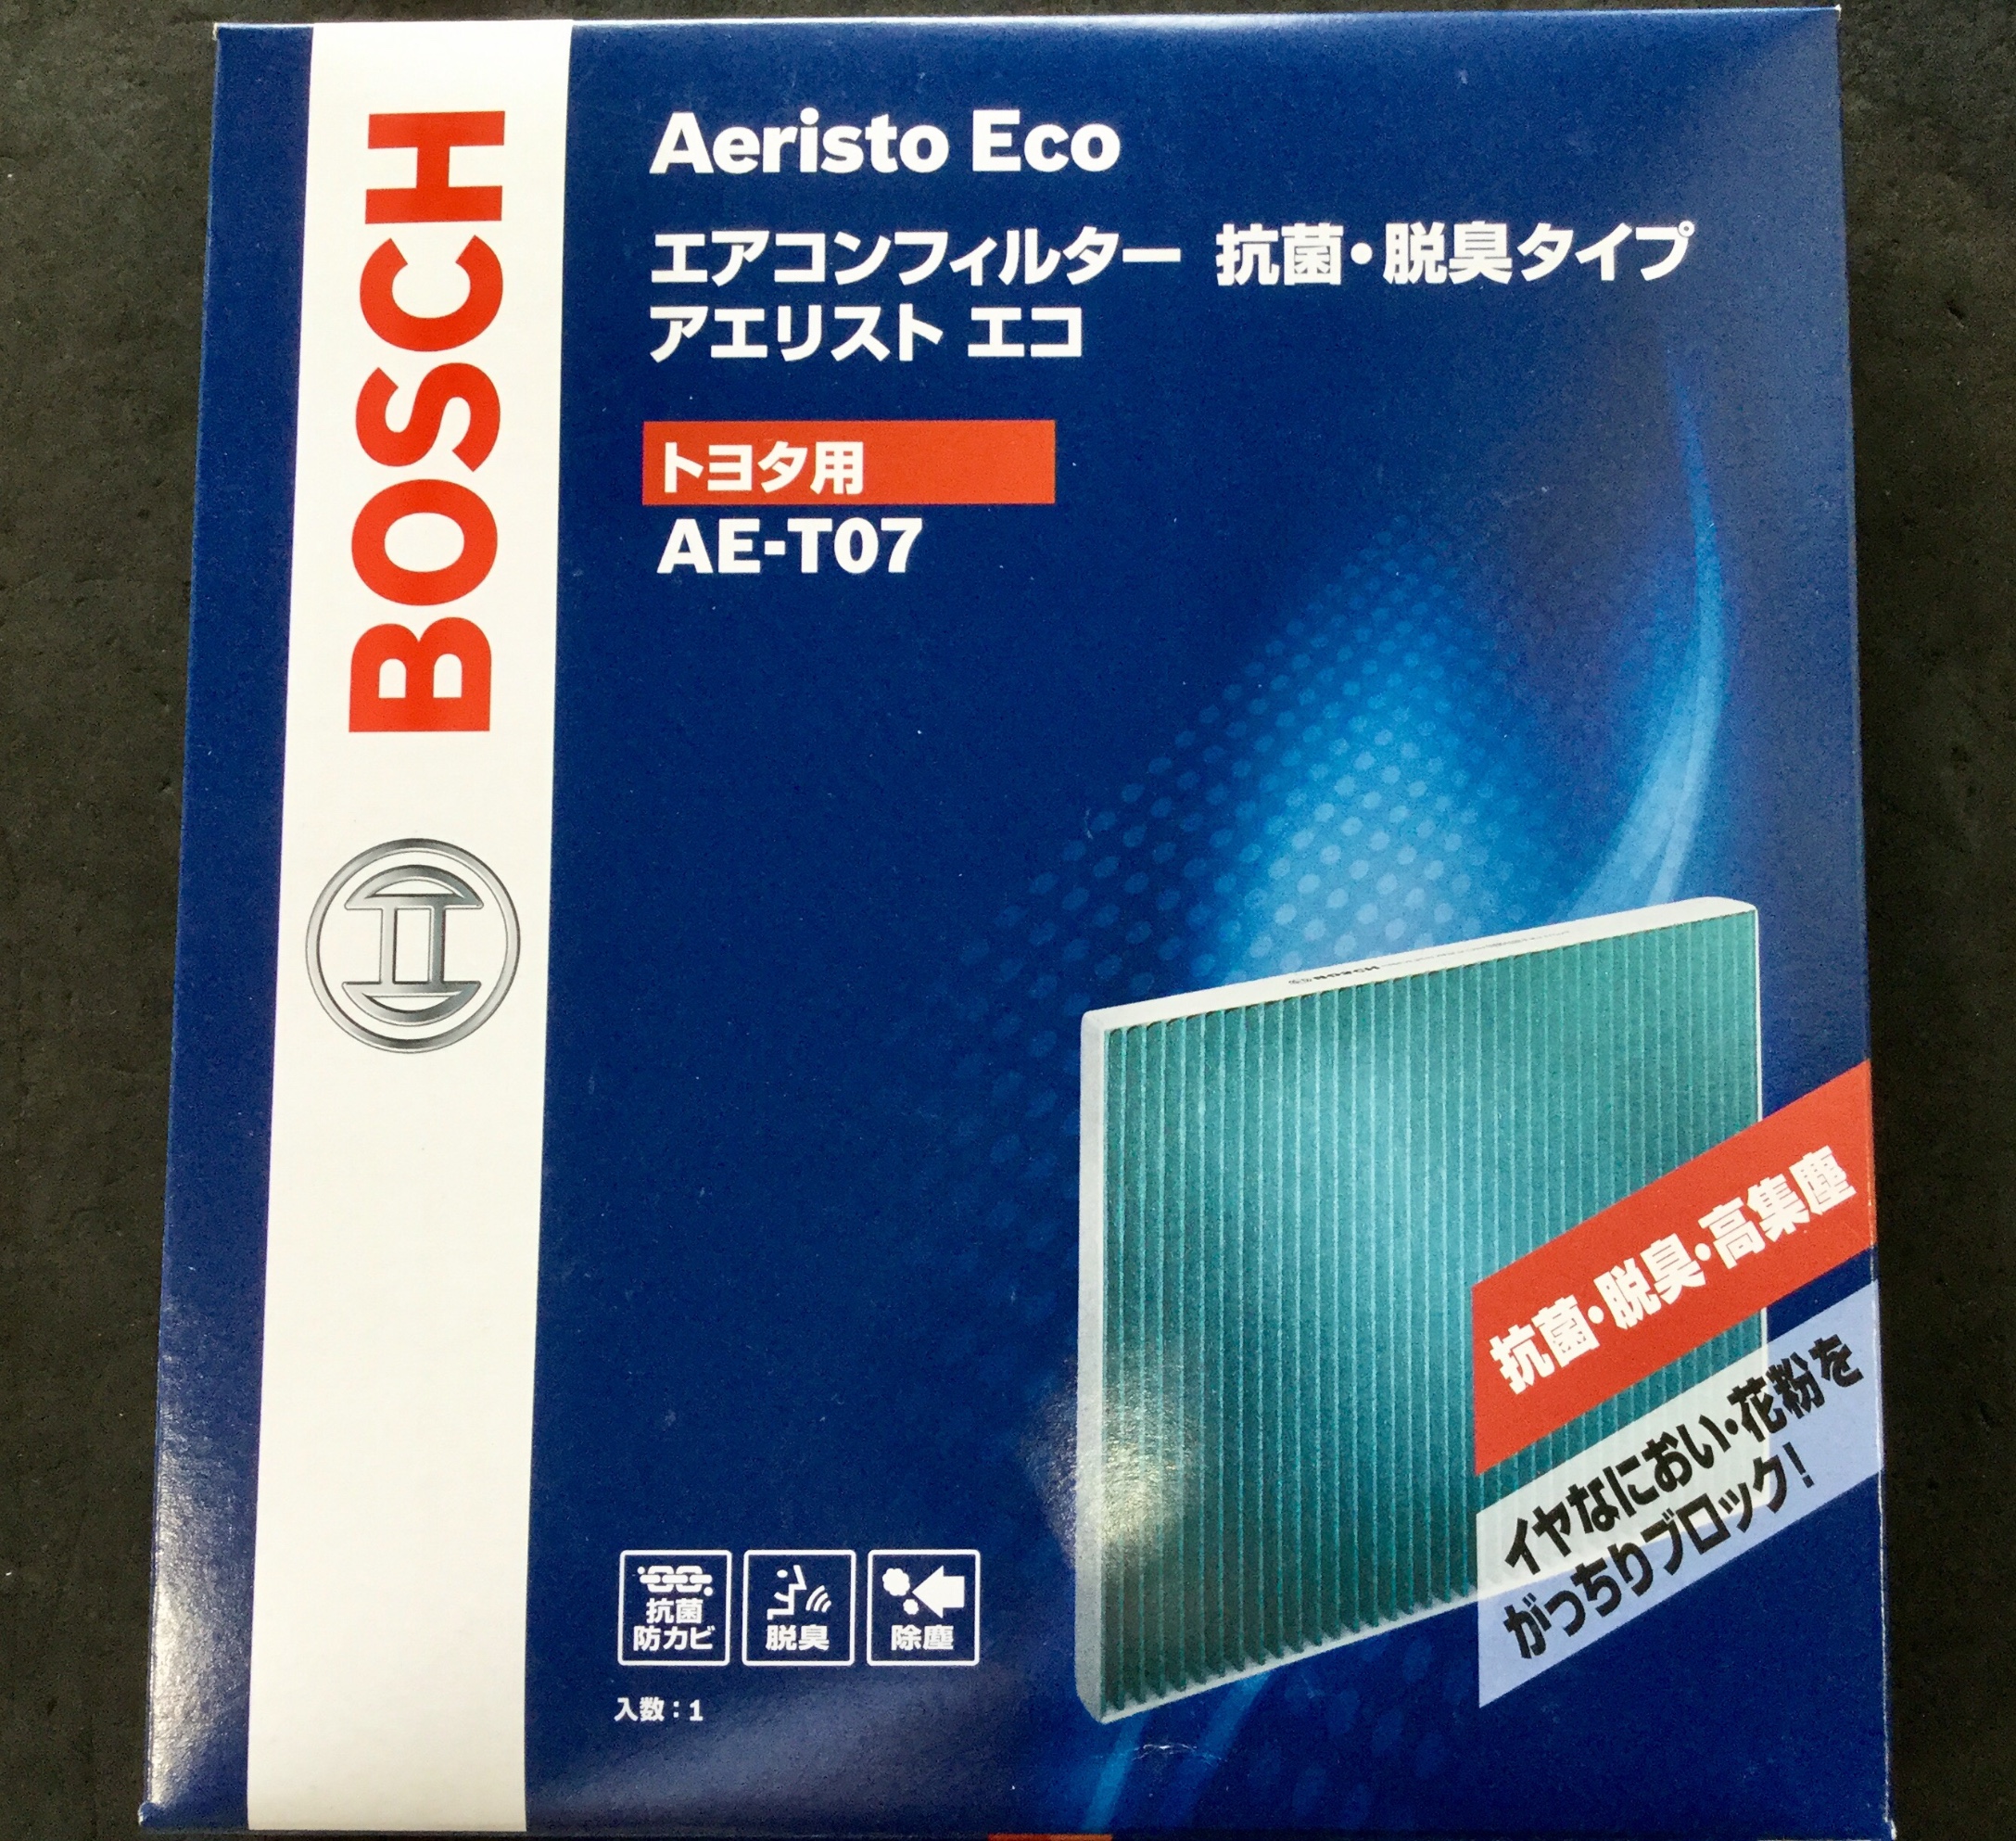 BOSCH
Aeristo Eco
エアコンフィルター 抗菌・脱臭タイプ
アエリスト エコ
トヨタ用
AE-T07
BOSCH
抗菌・脱臭・高集塵
イヤなにおい・花粉を
がっちりブロック!
抗菌
防カビ
脱臭
除塵
入数:1